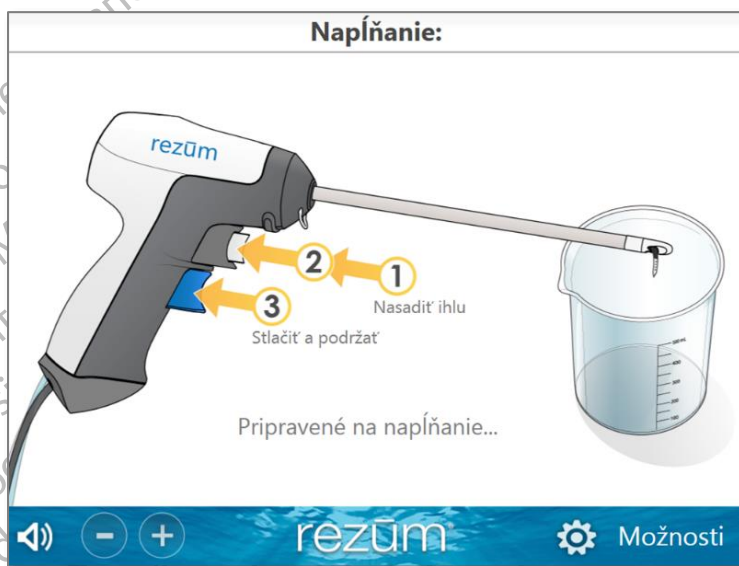 Napĺňanie:
rezūm
2
1
3
Nasadiť ihlu
Stlačiť a podržať
Pripravené na napĺňanie...
rezūm
Možnosti